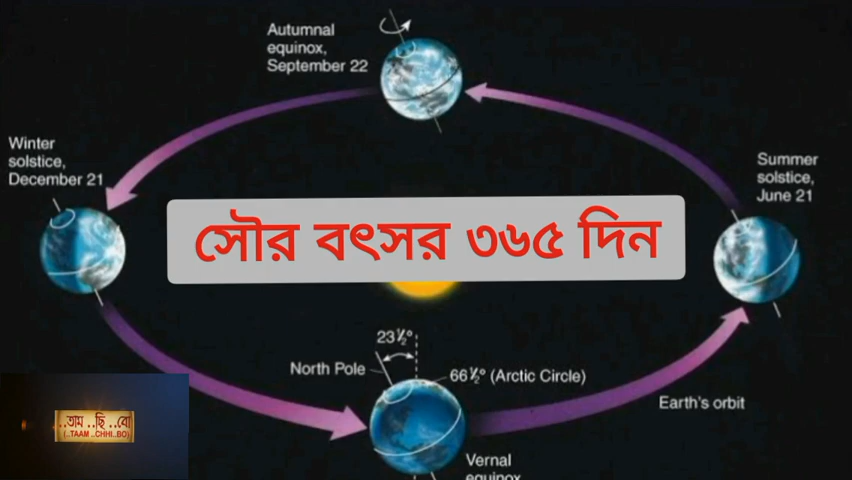 Autumnal
equinox,
September 22
Winter
solstice,
December 21
Summer
solstice,
June 21
সৌর বৎসর ৩৬৫ দিন
23½°
North Pole
66½° (Arctic Circle)
Earth's orbit
..তাম ..ছি ..বো
(..TAAM ..CHHI ..BO)
Vernal
equinox